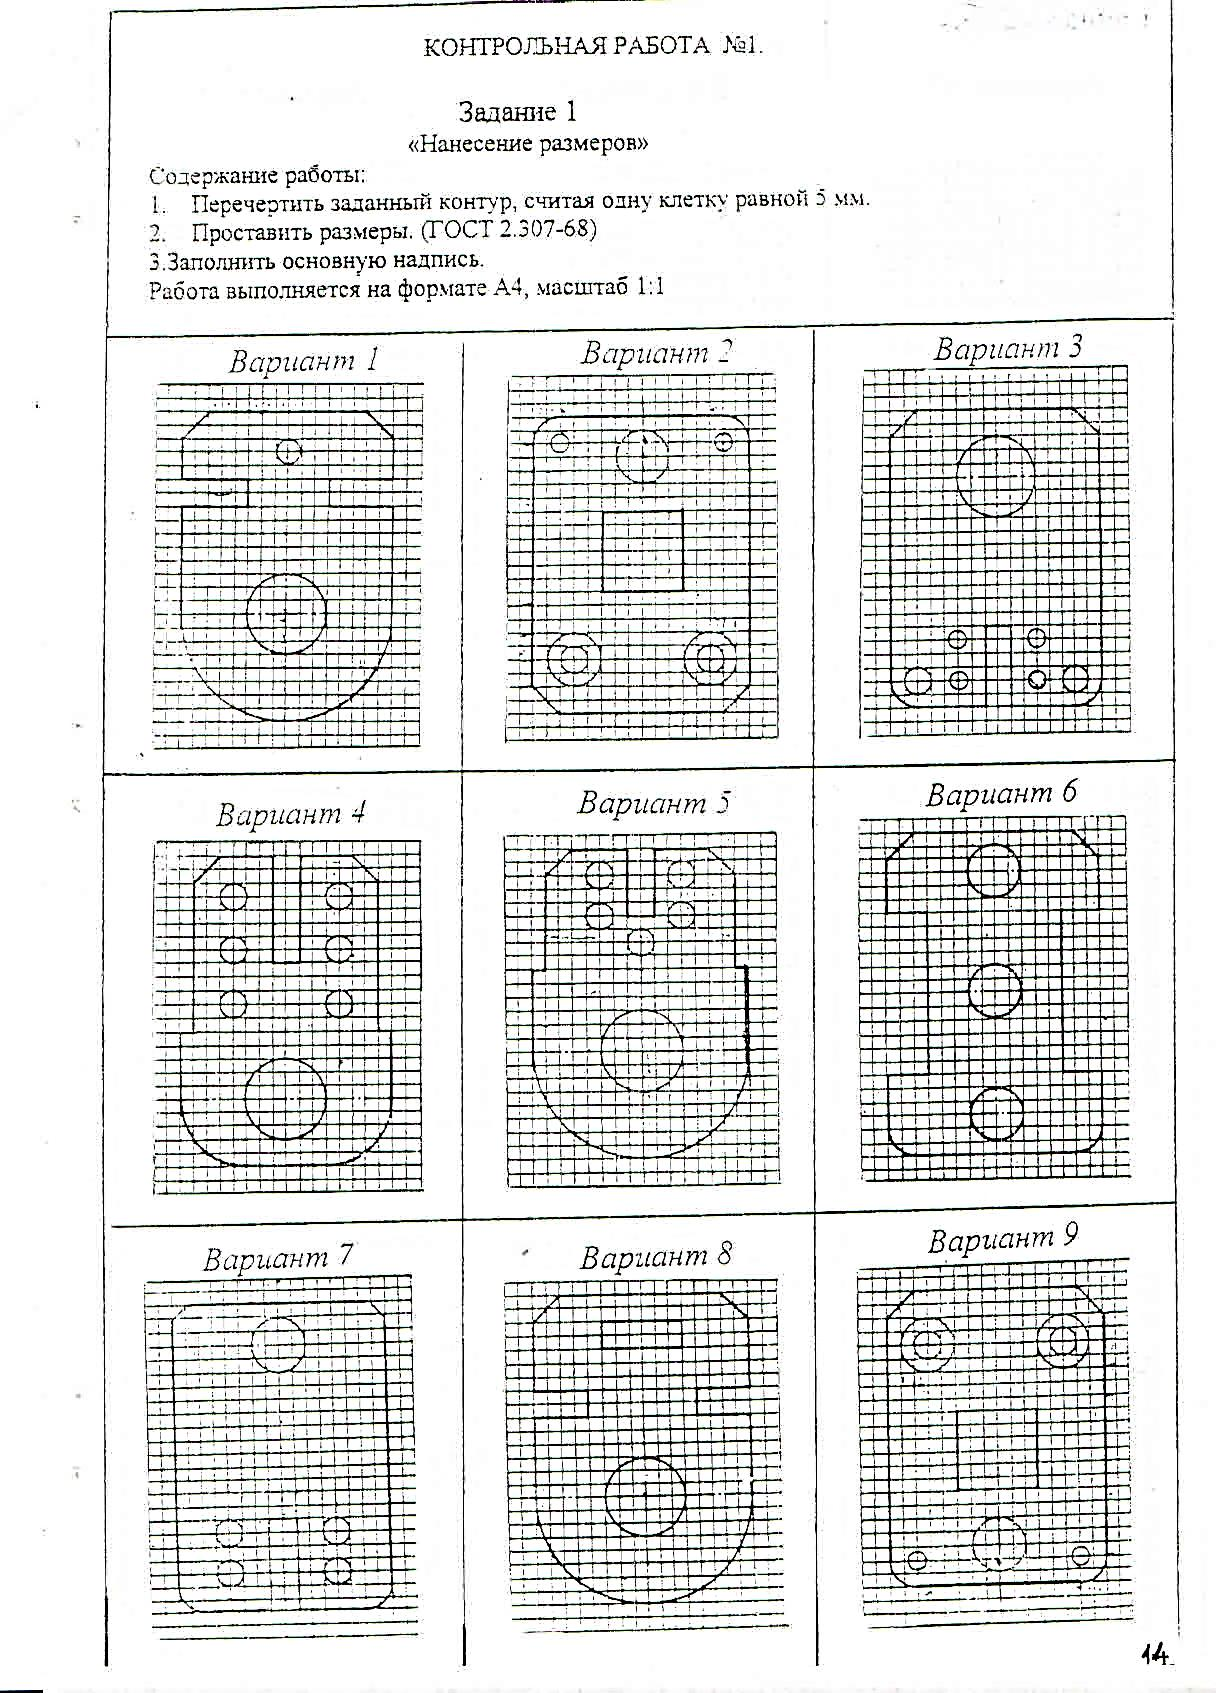 КОНТРОЛЬНАЯ РАБОТА №1.
Задание 1
«Нанесение размеров»
Содержание работы:
1. Перечертить заданный контур, считая одну клетку равной 5 мм.
2. Проставить размеры. (ГОСТ 2.307-68)
3.Заполнить основную надпись.
Работа выполняется на формате А4, масштаб 1:1
Вариант 1
Вариант 2
Вариант 3
Вариант 4
Вариант 5
Вариант 6
Вариант 7
Вариант 8
Вариант 9
14